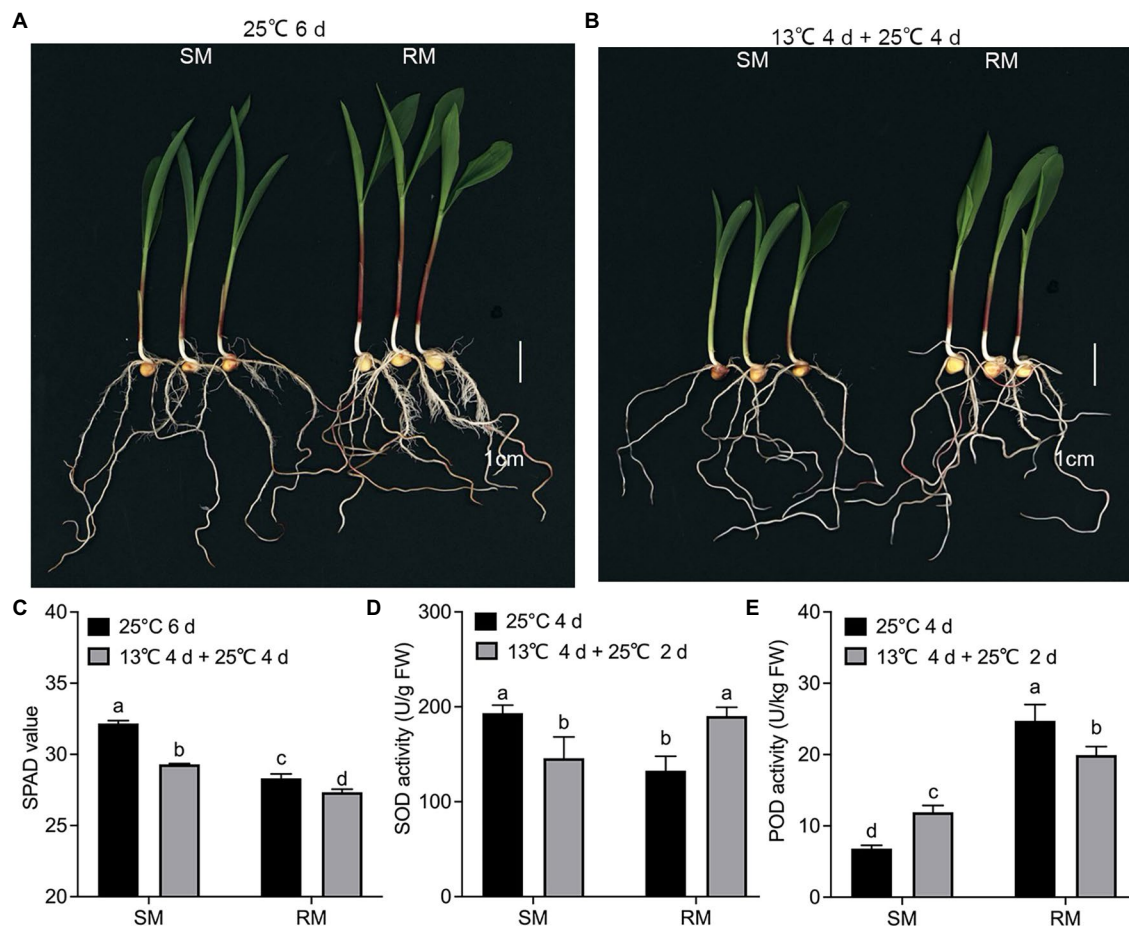 A
25℃ 6 d
SM
RM
1cm
B
13℃ 4 d + 25℃ 4 d
SM
RM
1cm
C
40
35
30
25
20
SPAD value
25°C 6 d
13℃ 4 d + 25℃ 4 d
a
b
c
d
SM
RM
D
300
200
100
0
SOD activity (U/g FW)
25°C 4 d
13℃ 4 d + 25℃ 2 d
a
b
b
a
SM
RM
E
40
30
20
10
0
POD activity (U/kg FW)
25°C 4 d
13℃ 4 d + 25℃ 2 d
d
c
a
b
SM
RM